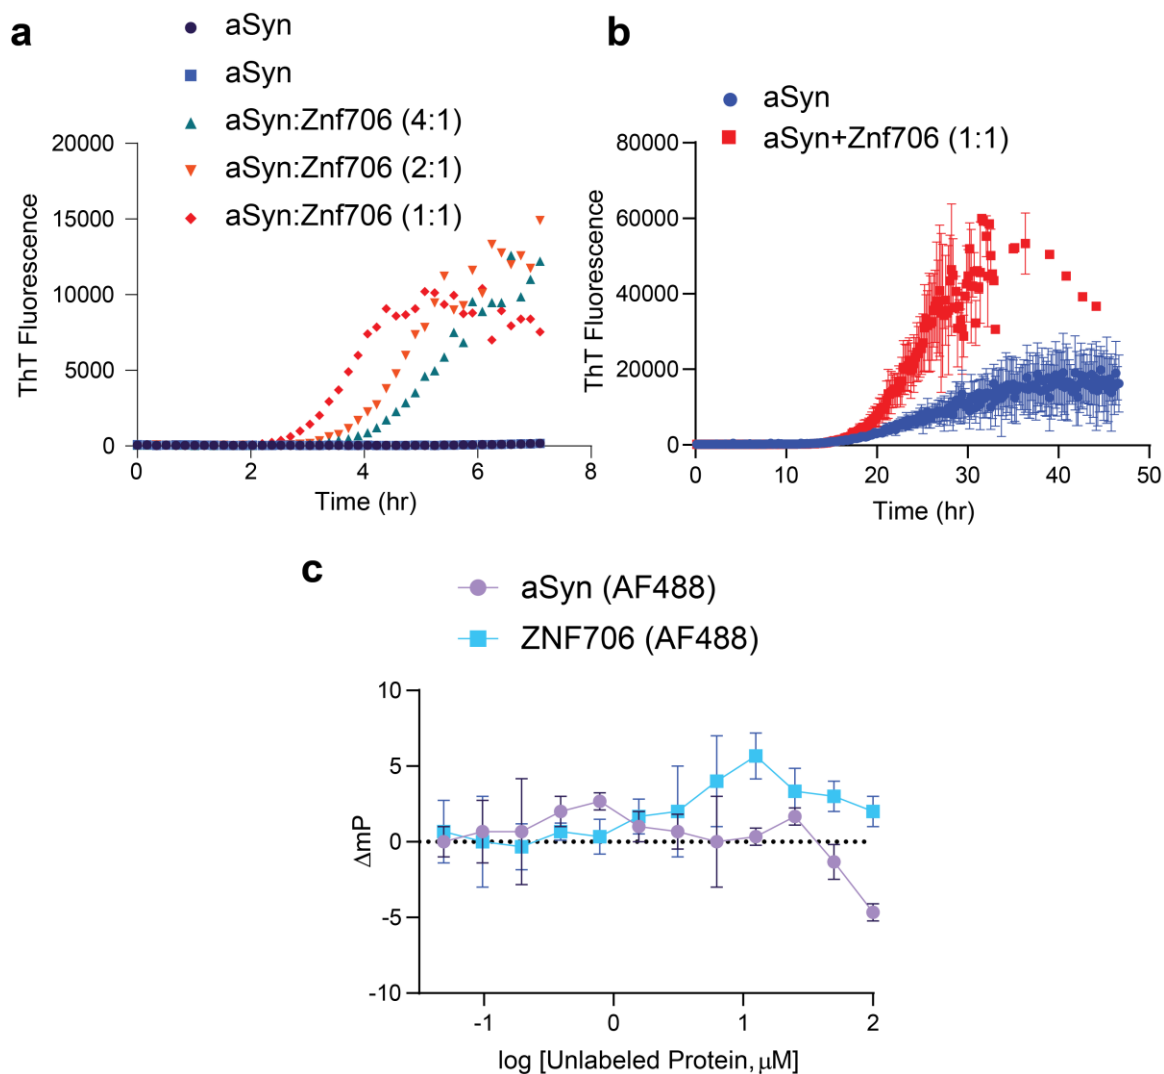 a
aSyn
aSyn
aSyn:Znf706 (4:1)
aSyn:Znf706 (2:1)
aSyn:Znf706 (1:1)
20000
15000
10000
5000
0
ThT Fluorescence
0 2 4 6 8
Time (hr)
b
aSyn
aSyn+Znf706 (1:1)
80000
60000
40000
20000
0
ThT Fluorescence
0 10 20 30 40 50
Time (hr)
c
aSyn (AF488)
ZNF706 (AF488)
10
5
0
-5
-10
ΔmP
-1 0 1 2
log [Unlabeled Protein, μM]